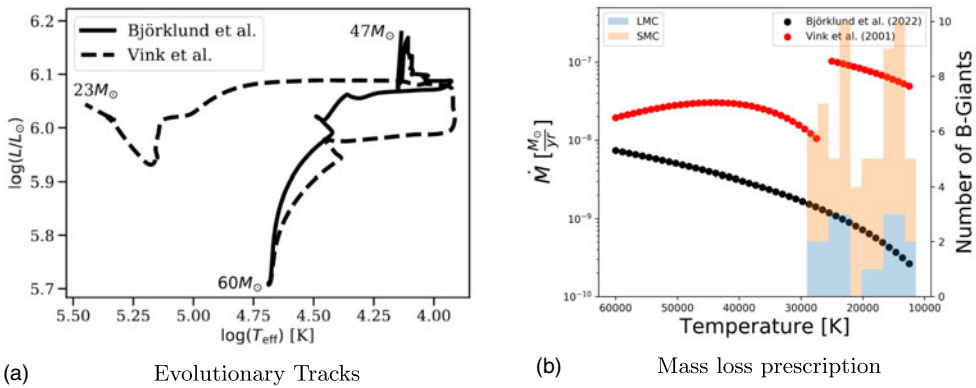 Björklund et al.
Vink et al.
47M⊙
23M⊙
60M⊙
6.2
6.1
6.0
5.9
5.8
5.7
log(L/L⊙)
5.50 5.25 5.00 4.75 4.50 4.25 4.00
log(Teff) [K]
(a) Evolutionary Tracks
LMC
SMC
Björklund et al. (2022)
Vink et al. (2001)
10⁻⁷
10⁻⁸
10⁻⁹
10⁻¹⁰
Ṁ [M⊙/yr]
10
8
6
4
2
0
Number of B-Giants
60000 50000 40000 30000 20000 10000
Temperature [K]
(b) Mass loss prescription